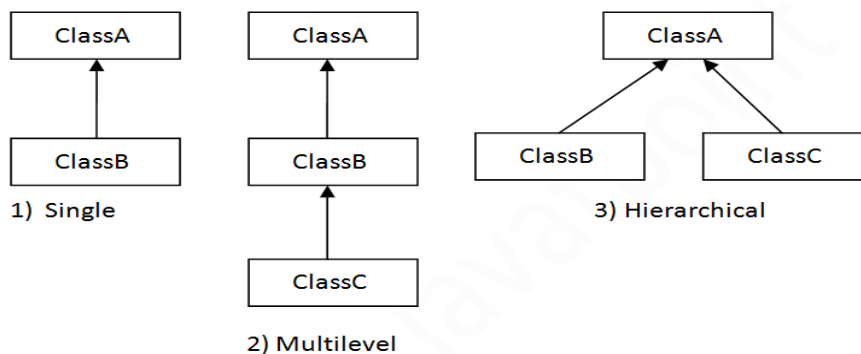 ClassA
ClassB
1) Single
ClassA
ClassB
ClassC
2) Multilevel
ClassA
ClassB
ClassC
3) Hierarchical